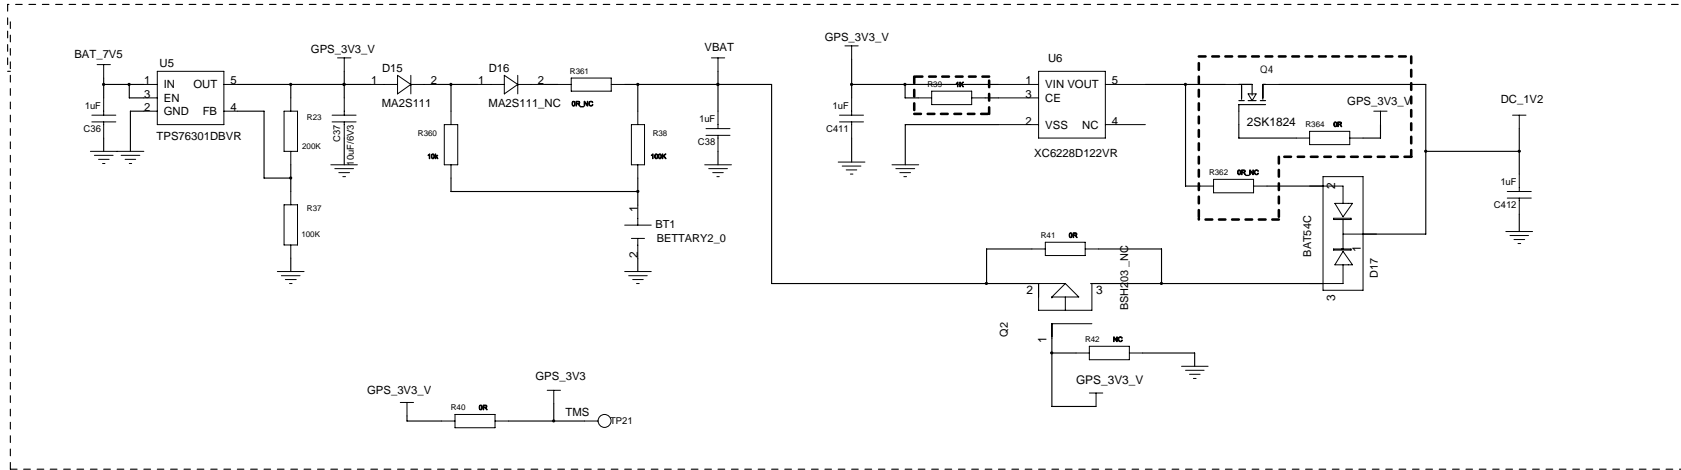 BAT_7V5
U5
1 IN OUT 5
3 EN
2 GND FB 4
TPS76301DBVR
1uF
C36
R23
200K
R37
100K
GPS_3V3_V
C37
10uF/6V3
D15
1 2
MA2S111
D16
1 2
MA2S111_NC
R361
0R_NC
R360
10k
R38
100K
VBAT
1uF
C38
1
BT1
BETTARY2_0
2
GPS_3V3_V
1uF
C411
R39 1K
U6
1 VIN VOUT 5
3 CE
2 VSS NC 4
XC6228D122VR
Q4
2SK1824
GPS_3V3_V
R364 0R
R362 0R_NC
DC_1V2
1uF
C412
BAT54C
2
1
3
D17
R41 0R
BSH203_NC
2 3
Q2
1
R42 NC
GPS_3V3_V
GPS_3V3_V
R40 0R
GPS_3V3
TMS
TP21